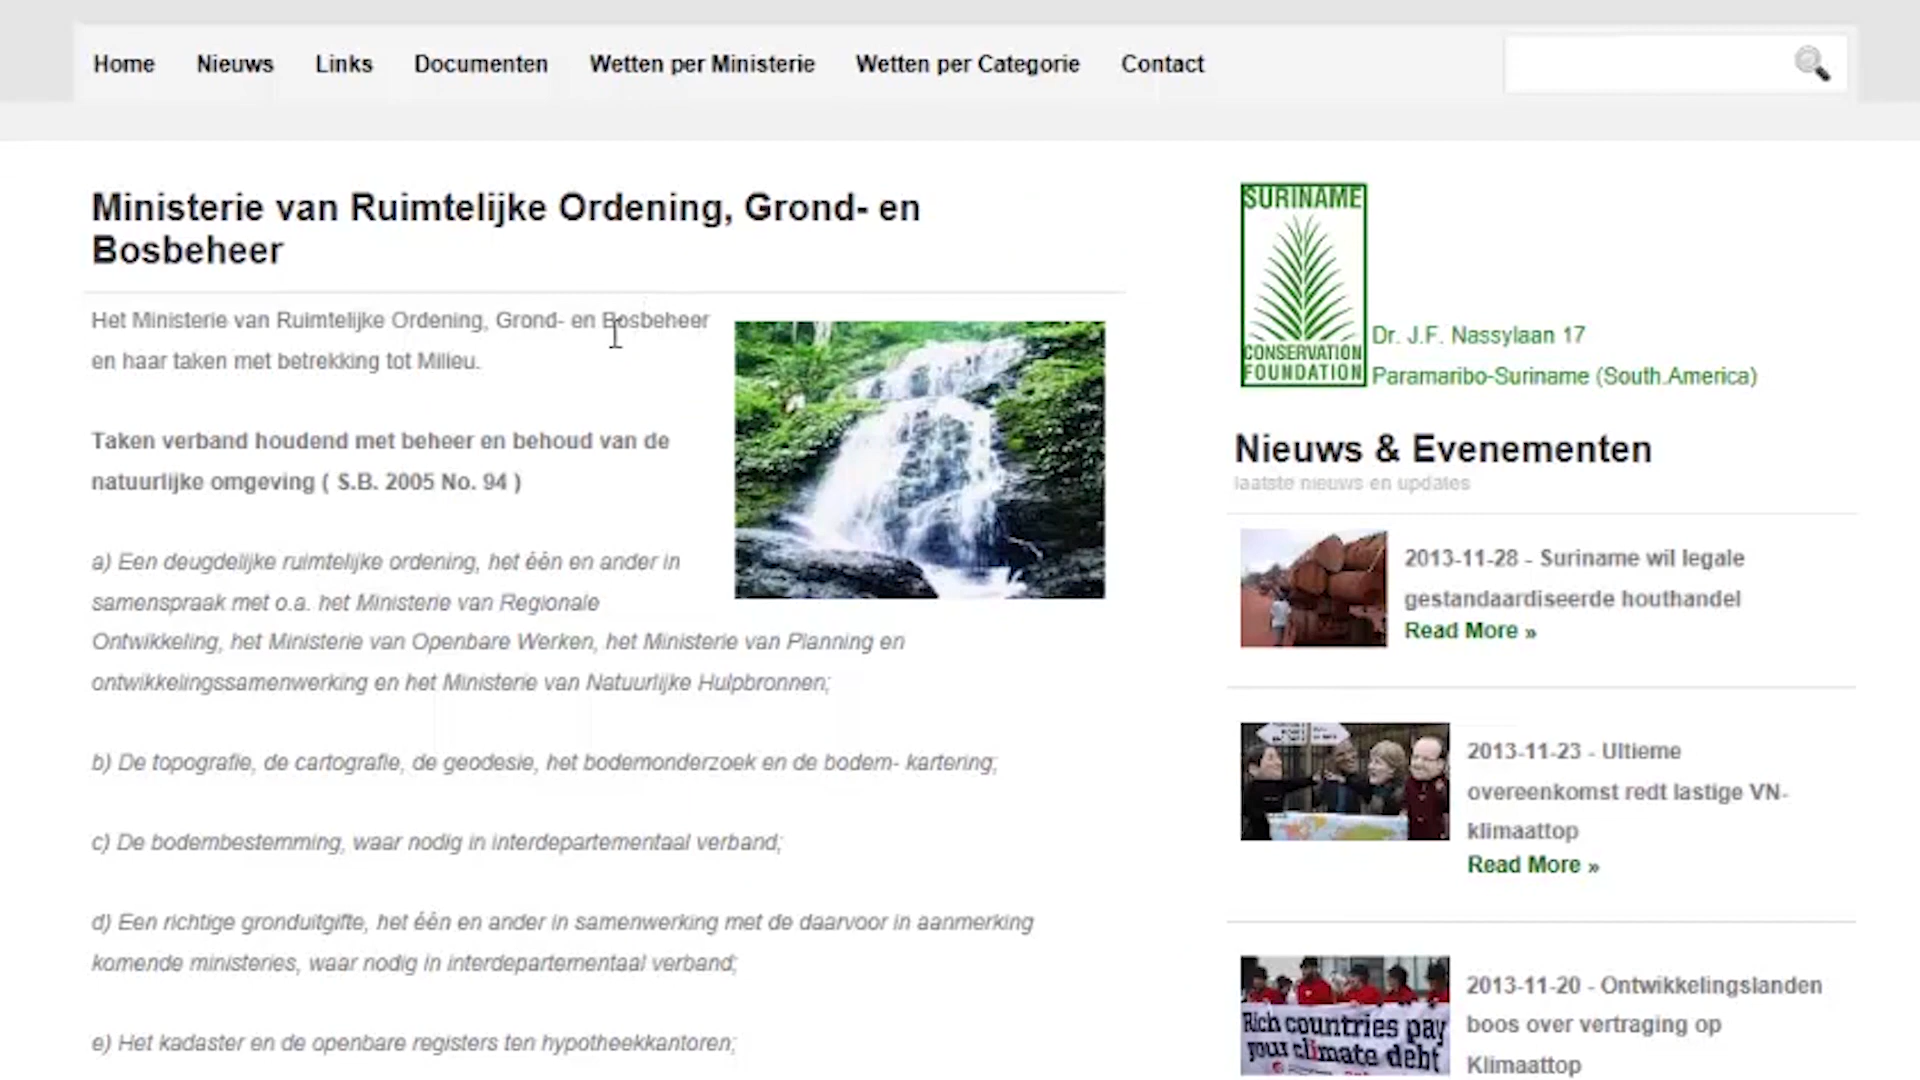 Home Nieuws Links Documenten Wetten per Ministerie Wetten per Categorie Contact
Ministerie van Ruimtelijke Ordening, Grond- en
Bosbeheer
Het Ministerie van Ruimtelijke Ordening, Grond- en Bosbeheer
en haar taken met betrekking tot Milieu.
Taken verband houdend met beheer en behoud van de
natuurlijke omgeving ( S.B. 2005 No. 94 )
a) Een deugdelijke ruimtelijke ordening, het één en ander in
samenspraak met o.a. het Ministerie van Regionale
Ontwikkeling, het Ministerie van Openbare Werken, het Ministerie van Planning en
ontwikkelingssamenwerking en het Ministerie van Natuurlijke Hulpbronnen;
b) De topografie, de cartografie, de geodesie, het bodemonderzoek en de bodem- kartering;
c) De bodembestemming, waar nodig in interdepartementaal verband;
d) Een richtige gronduitgifte, het één en ander in samenwerking met de daarvoor in aanmerking
komende ministeries, waar nodig in interdepartementaal verband;
e) Het kadaster en de openbare registers ten hypotheekkantoren;
SURINAME
CONSERVATION
FOUNDATION
Dr. J.F. Nassylaan 17
Paramaribo-Suriname (South.America)
Nieuws & Evenementen
laatste nieuws en updates
2013-11-28 - Suriname wil legale
gestandaardiseerde houthandel
Read More »
2013-11-23 - Ultieme
overeenkomst redt lastige VN-
klimaattop
Read More »
Rich countries pay
your climate debt
2013-11-20 - Ontwikkelingslanden
boos over vertraging op
Klimaattop